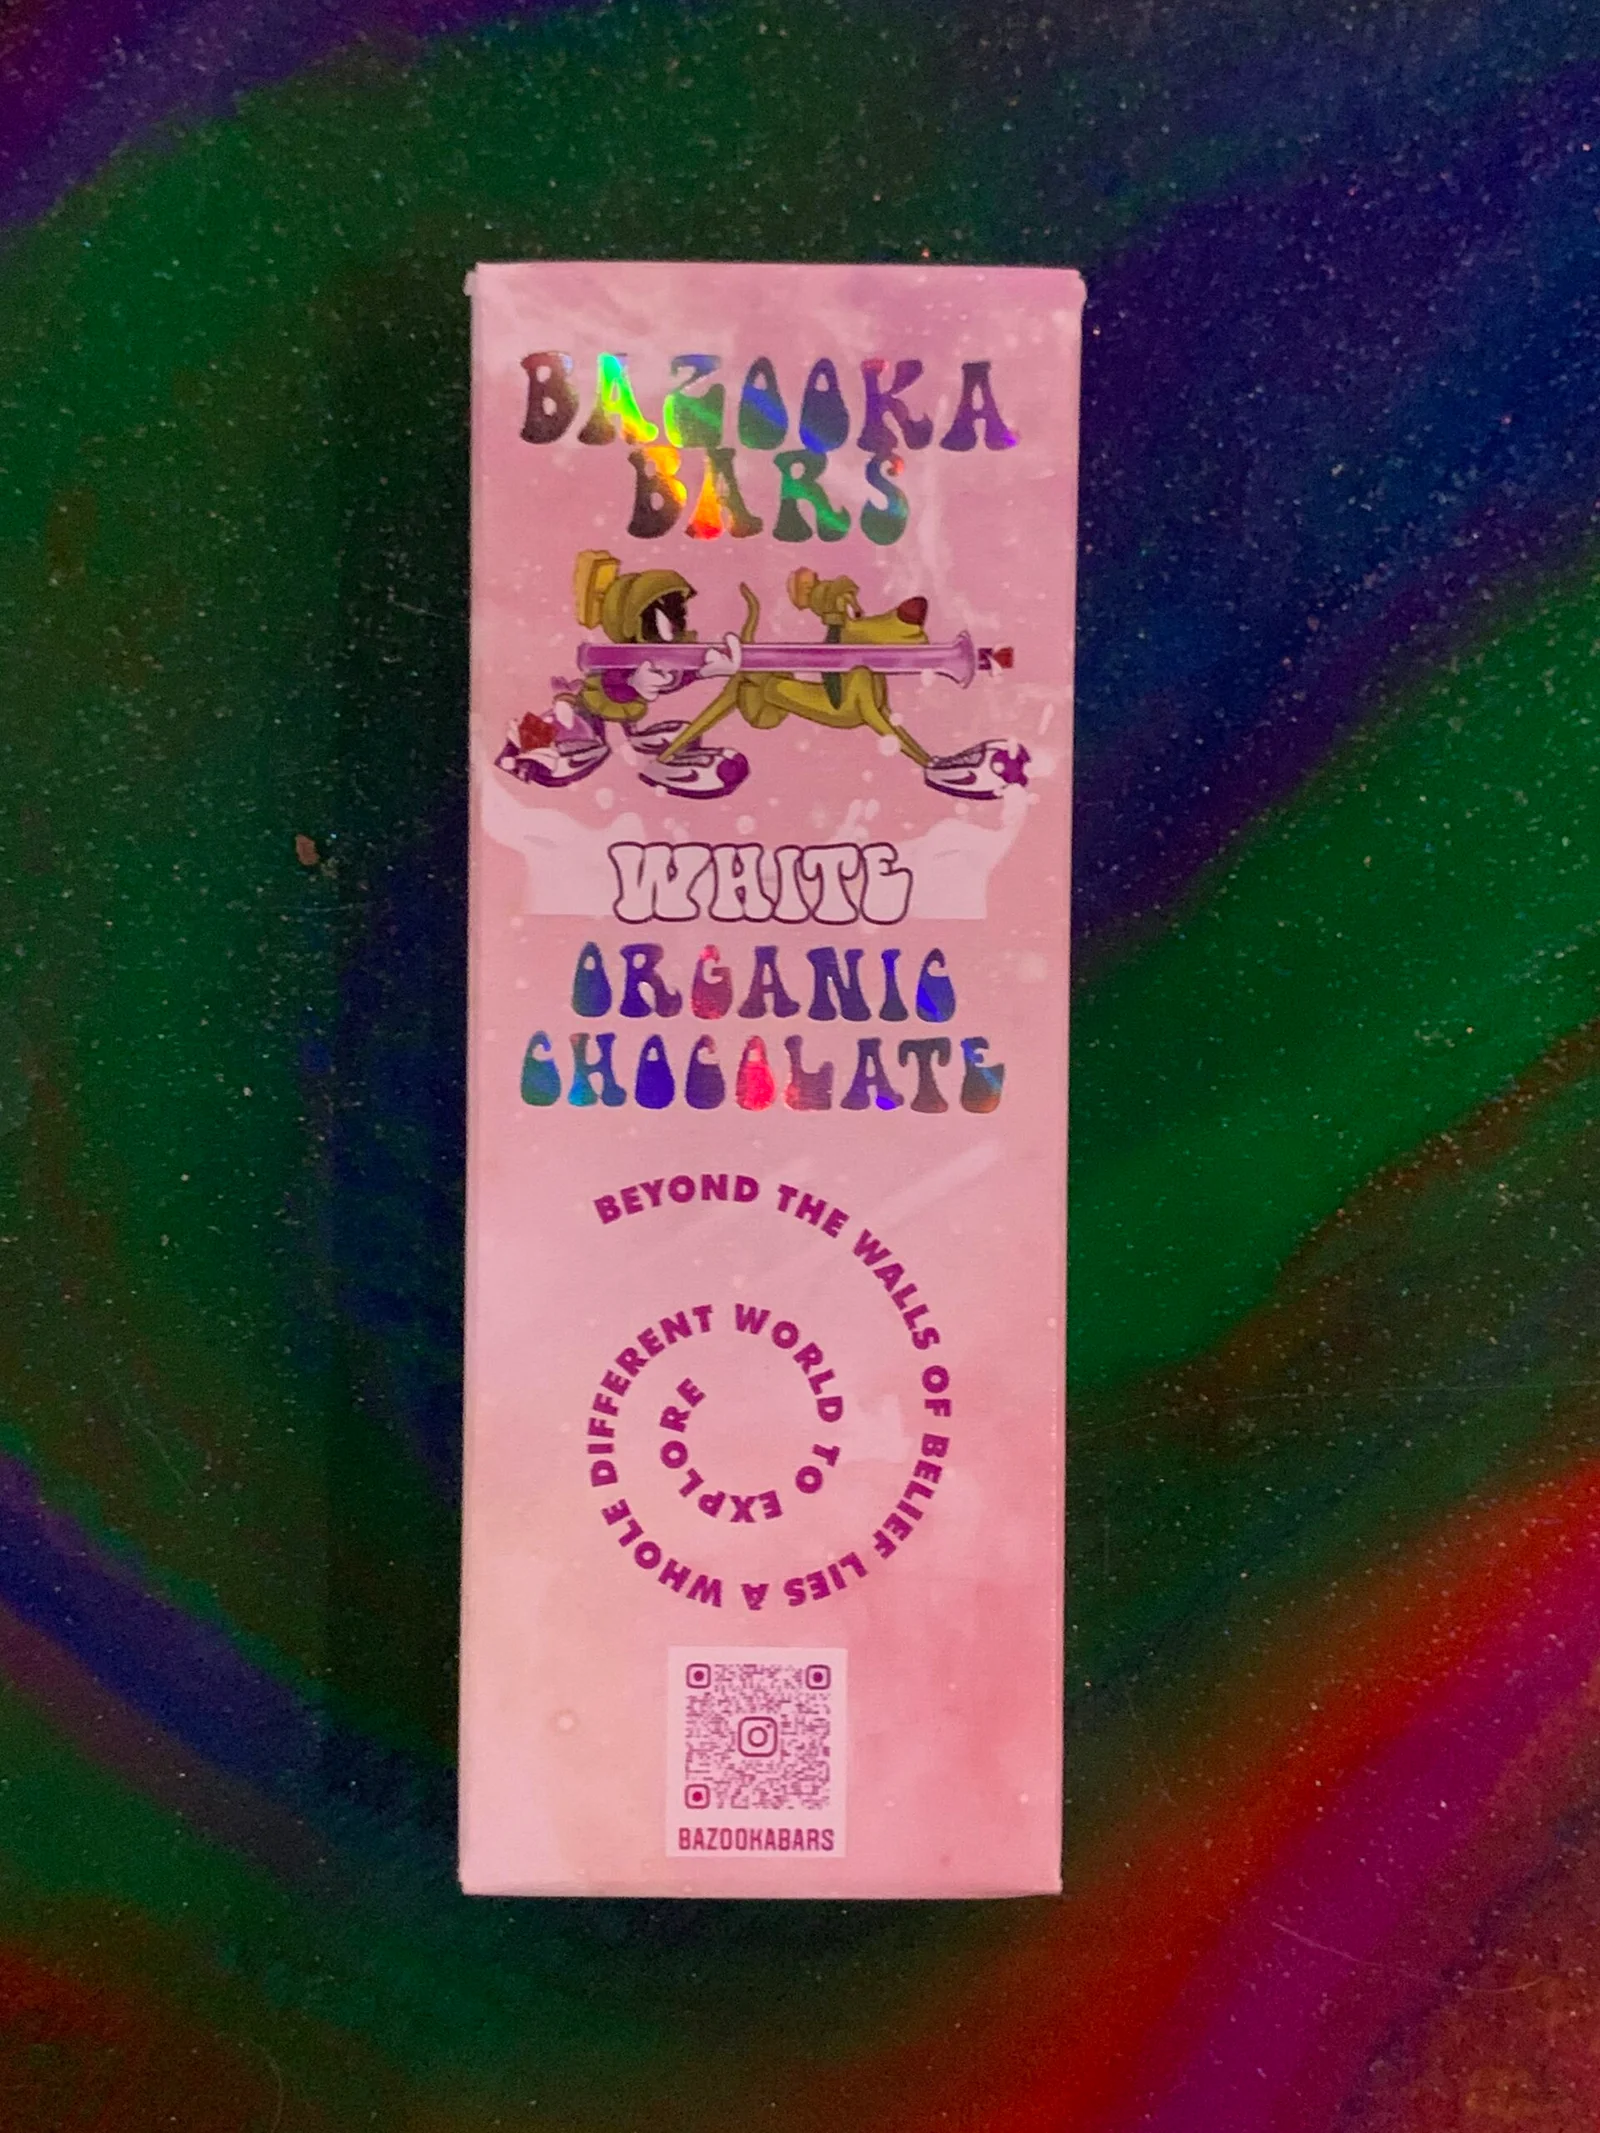 BAZOOKA
BARS
WHITE
ORGANIC
CHOCOLATE
BEYOND THE WALLS OF BELIEF LIES A WHOLE DIFFERENT WORLD TO EXPLORE
BAZOOKABARS